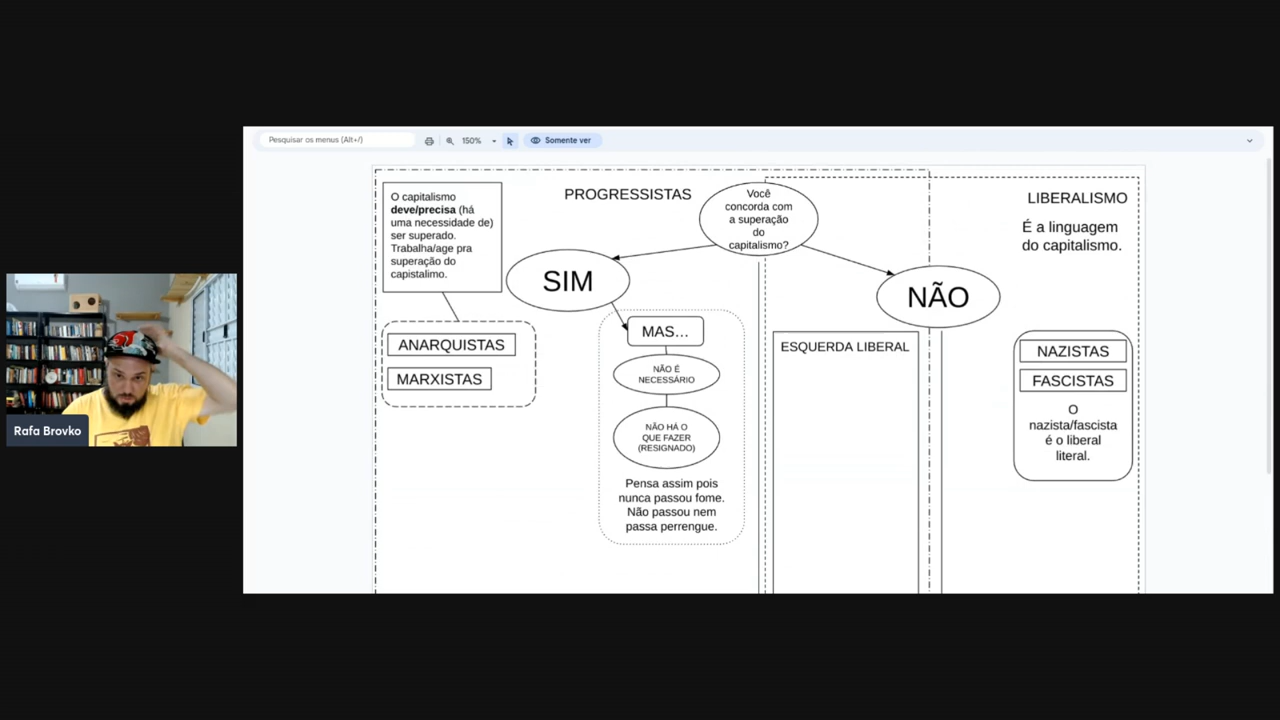 Pesquisar os menus (Alt+/)
150%
Somente ver
PROGRESSISTAS
Você
concorda com
a superação
do
capitalismo?
LIBERALISMO
É a linguagem
do capitalismo.
O capitalismo
deve/precisa (há
uma necessidade de)
ser superado.
Trabalha/age pra
superação do
capistalimo.
SIM
NÃO
ANARQUISTAS
MARXISTAS
MAS...
NÃO É
NECESSÁRIO
NÃO HÁ O
QUE FAZER
(RESIGNADO)
Pensa assim pois
nunca passou fome.
Não passou nem
passa perrengue.
ESQUERDA LIBERAL
NAZISTAS
FASCISTAS
O
nazista/fascista
é o liberal
literal.
Rafa Brovko